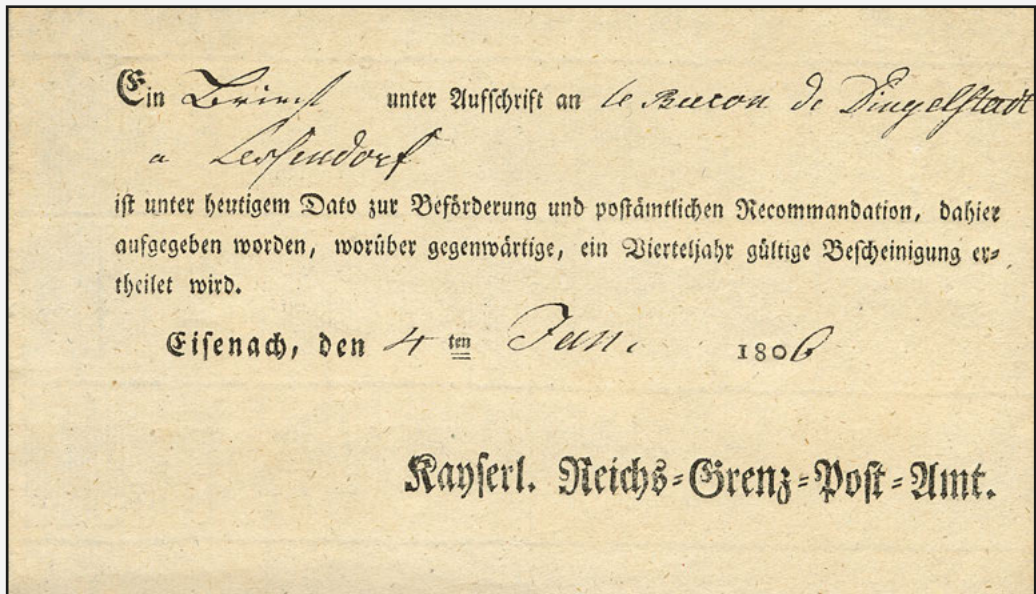 Ein Brief unter Aufschrift an le Baron de Dingelstadt
a
ist unter heutigem Dato zur Beförderung und postämtlichen Recommandation, dahier
aufgegeben worden, worüber gegenwärtige, ein Vierteljahr gültige Bescheinigung er-
theilet wird.
Eisenach, den 4 ten Jan. 1806
Kayserl. Reichs-Grenz-Post-Amt.